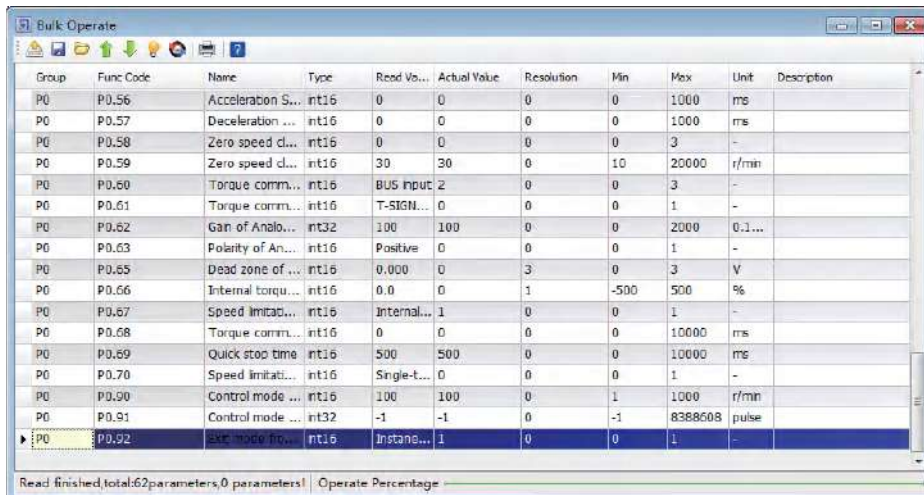 Bulk Operate
Group Func Code Name Type Read Va... Actual Value Resolution Min Max Unit Description
P0 P0.56 Acceleration S... int16 0 0 0 0 1000 ms
P0 P0.57 Deceleration ... int16 0 0 0 0 1000 ms
P0 P0.58 Zero speed cl... int16 0 0 0 0 3 -
P0 P0.59 Zero speed cl... int16 30 30 0 10 20000 r/min
P0 P0.60 Torque comm... int16 BUS input 2 0 0 3 -
P0 P0.61 Torque comm... int16 T-SIGN... 0 0 0 1 -
P0 P0.62 Gain of Analo... int32 100 100 0 0 2000 0.1...
P0 P0.63 Polarity of An... int16 Positive 0 0 0 1 -
P0 P0.65 Dead zone of ... int16 0.000 0 3 0 3 V
P0 P0.66 Internal torqu... int16 0.0 0 1 -500 500 %
P0 P0.67 Speed limitati... int16 Internal... 1 0 0 1 -
P0 P0.68 Torque comm... int16 0 0 0 0 10000 ms
P0 P0.69 Quick stop time int16 500 500 0 0 10000 ms
P0 P0.70 Speed limitati... int16 Single-t... 0 0 0 1 -
P0 P0.90 Control mode ... int16 100 100 0 1 1000 r/min
P0 P0.91 Control mode ... int32 -1 -1 0 -1 8388608 pulse
P0 P0.92 Exit mode fro... int16 Instane... 1 0 0 1 -
Read finished,total:62parameters,0 parameters! Operate Percentage